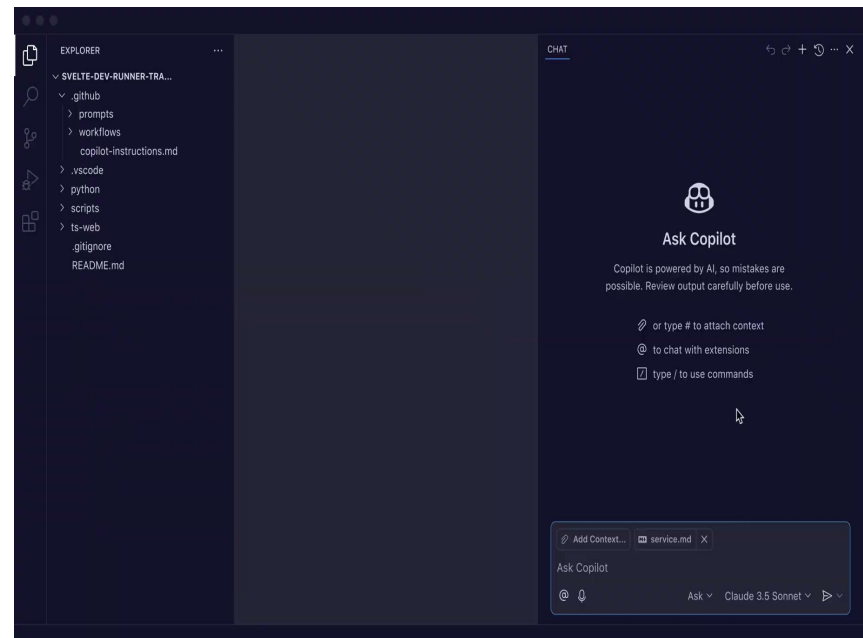 EXPLORER
SVELTE-DEV-RUNNER-TRA...
.github
prompts
workflows
copilot-instructions.md
.vscode
python
scripts
ts-web
.gitignore
README.md
CHAT
Ask Copilot
Copilot is powered by AI, so mistakes are
possible. Review output carefully before use.
or type # to attach context
@ to chat with extensions
/ type / to use commands
Add Context... service.md X
Ask Copilot
@ Ask Claude 3.5 Sonnet